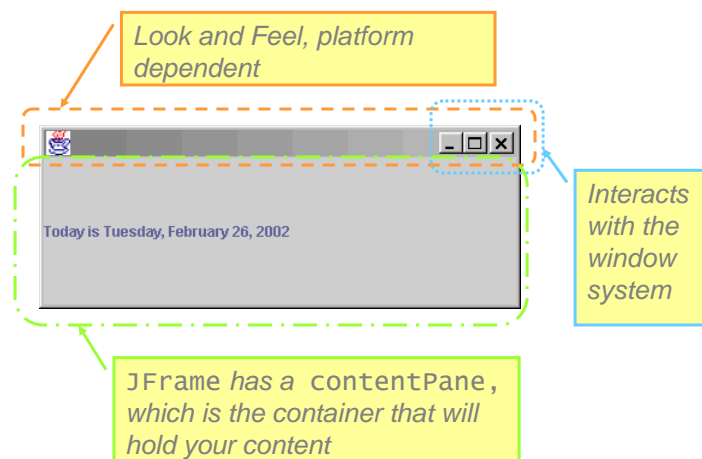 Look and Feel, platform
dependent
Today is Tuesday, February 26, 2002
Interacts
with the
window
system
JFrame has a contentPane,
which is the container that will
hold your content